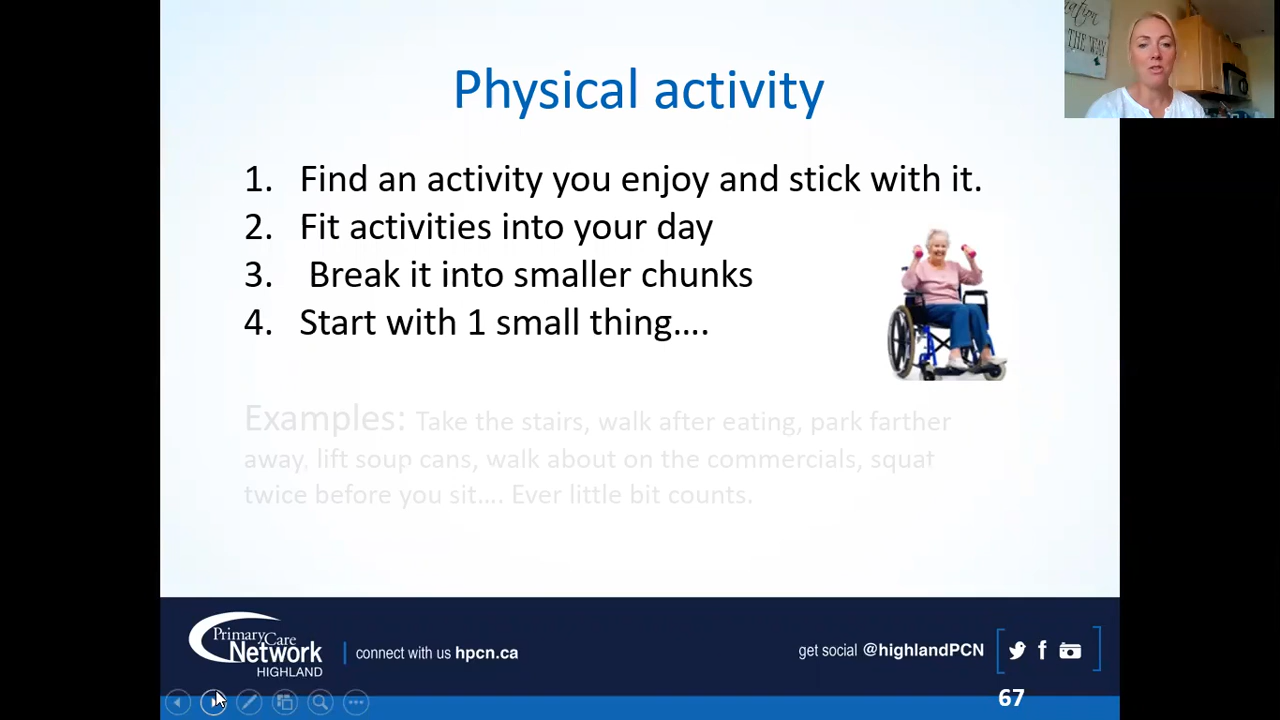 Physical activity
1. Find an activity you enjoy and stick with it.
2. Fit activities into your day
3. Break it into smaller chunks
4. Start with 1 small thing....
Examples: Take the stairs, walk after eating, park farther
away, lift soup cans, walk about on the commercials, squat
twice before you sit.... Ever little bit counts.
PrimaryCare
Network
HIGHLAND
connect with us hpcn.ca
get social @highlandPCN
67
THE WAY